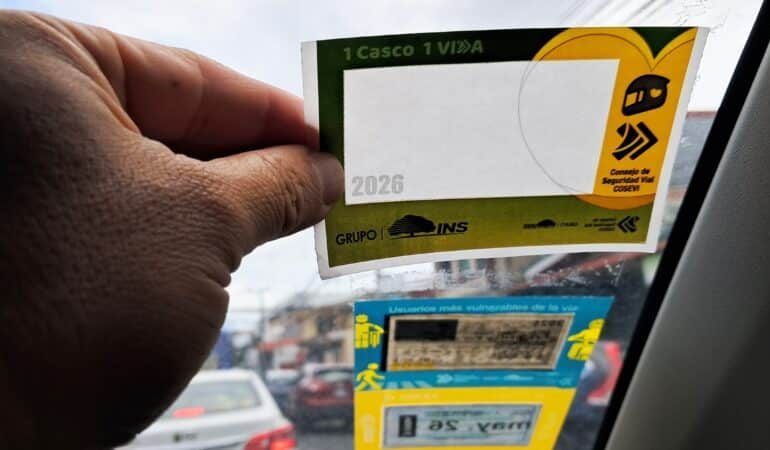 1 Casco 1 VIDA
2026
Consejo de
Seguridad Vial
COSEVI
GRUPO | INS
Usuarios más vulnerables de la vía
may. 26